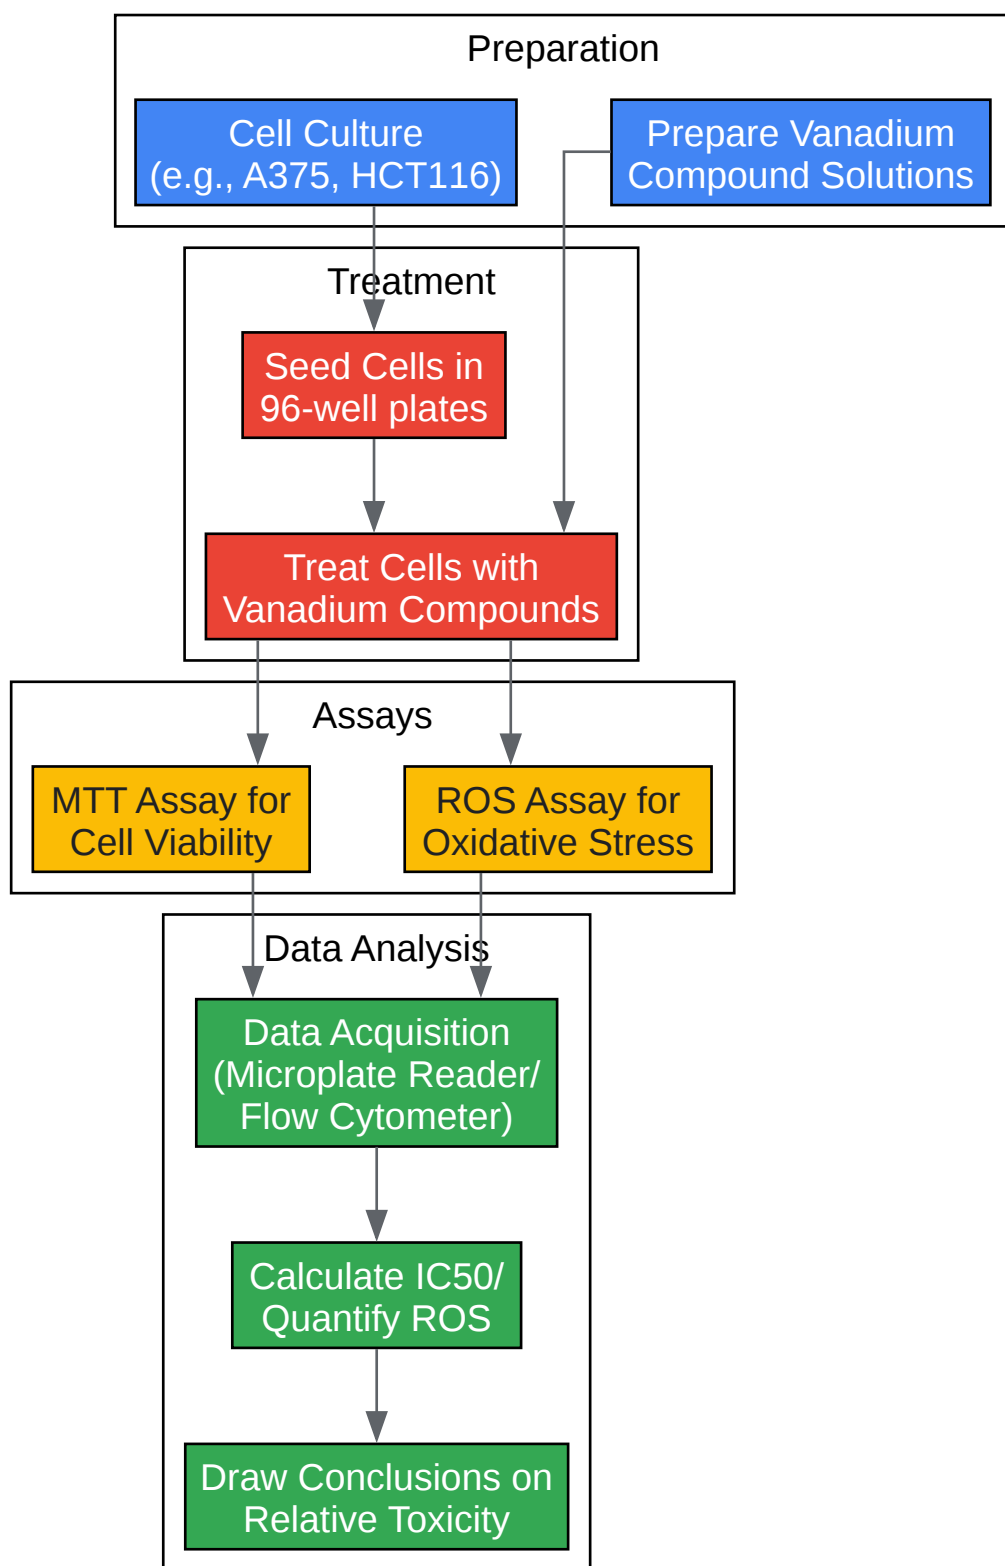 Preparation
Cell Culture
(e.g., A375, HCT116)
Prepare Vanadium
Compound Solutions
Treatment
Seed Cells in
96-well plates
Treat Cells with
Vanadium Compounds
Assays
MTT Assay for
Cell Viability
ROS Assay for
Oxidative Stress
Data Analysis
Data Acquisition
(Microplate Reader/
Flow Cytometer)
Calculate IC50/
Quantify ROS
Draw Conclusions on
Relative Toxicity